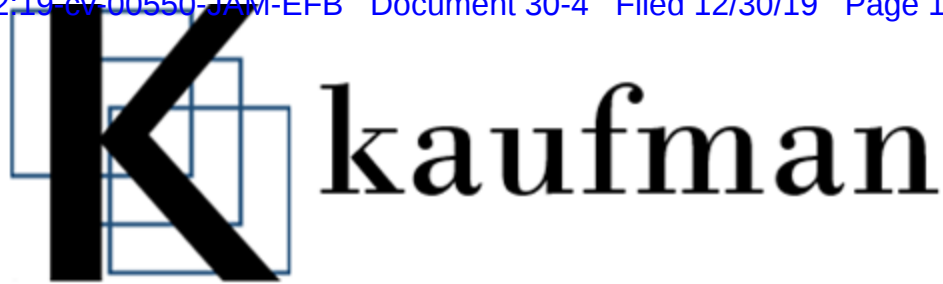 2:19-cv-00550-JAM-EFB Document 30-4 Filed 12/30/19 Page 1
K kaufman